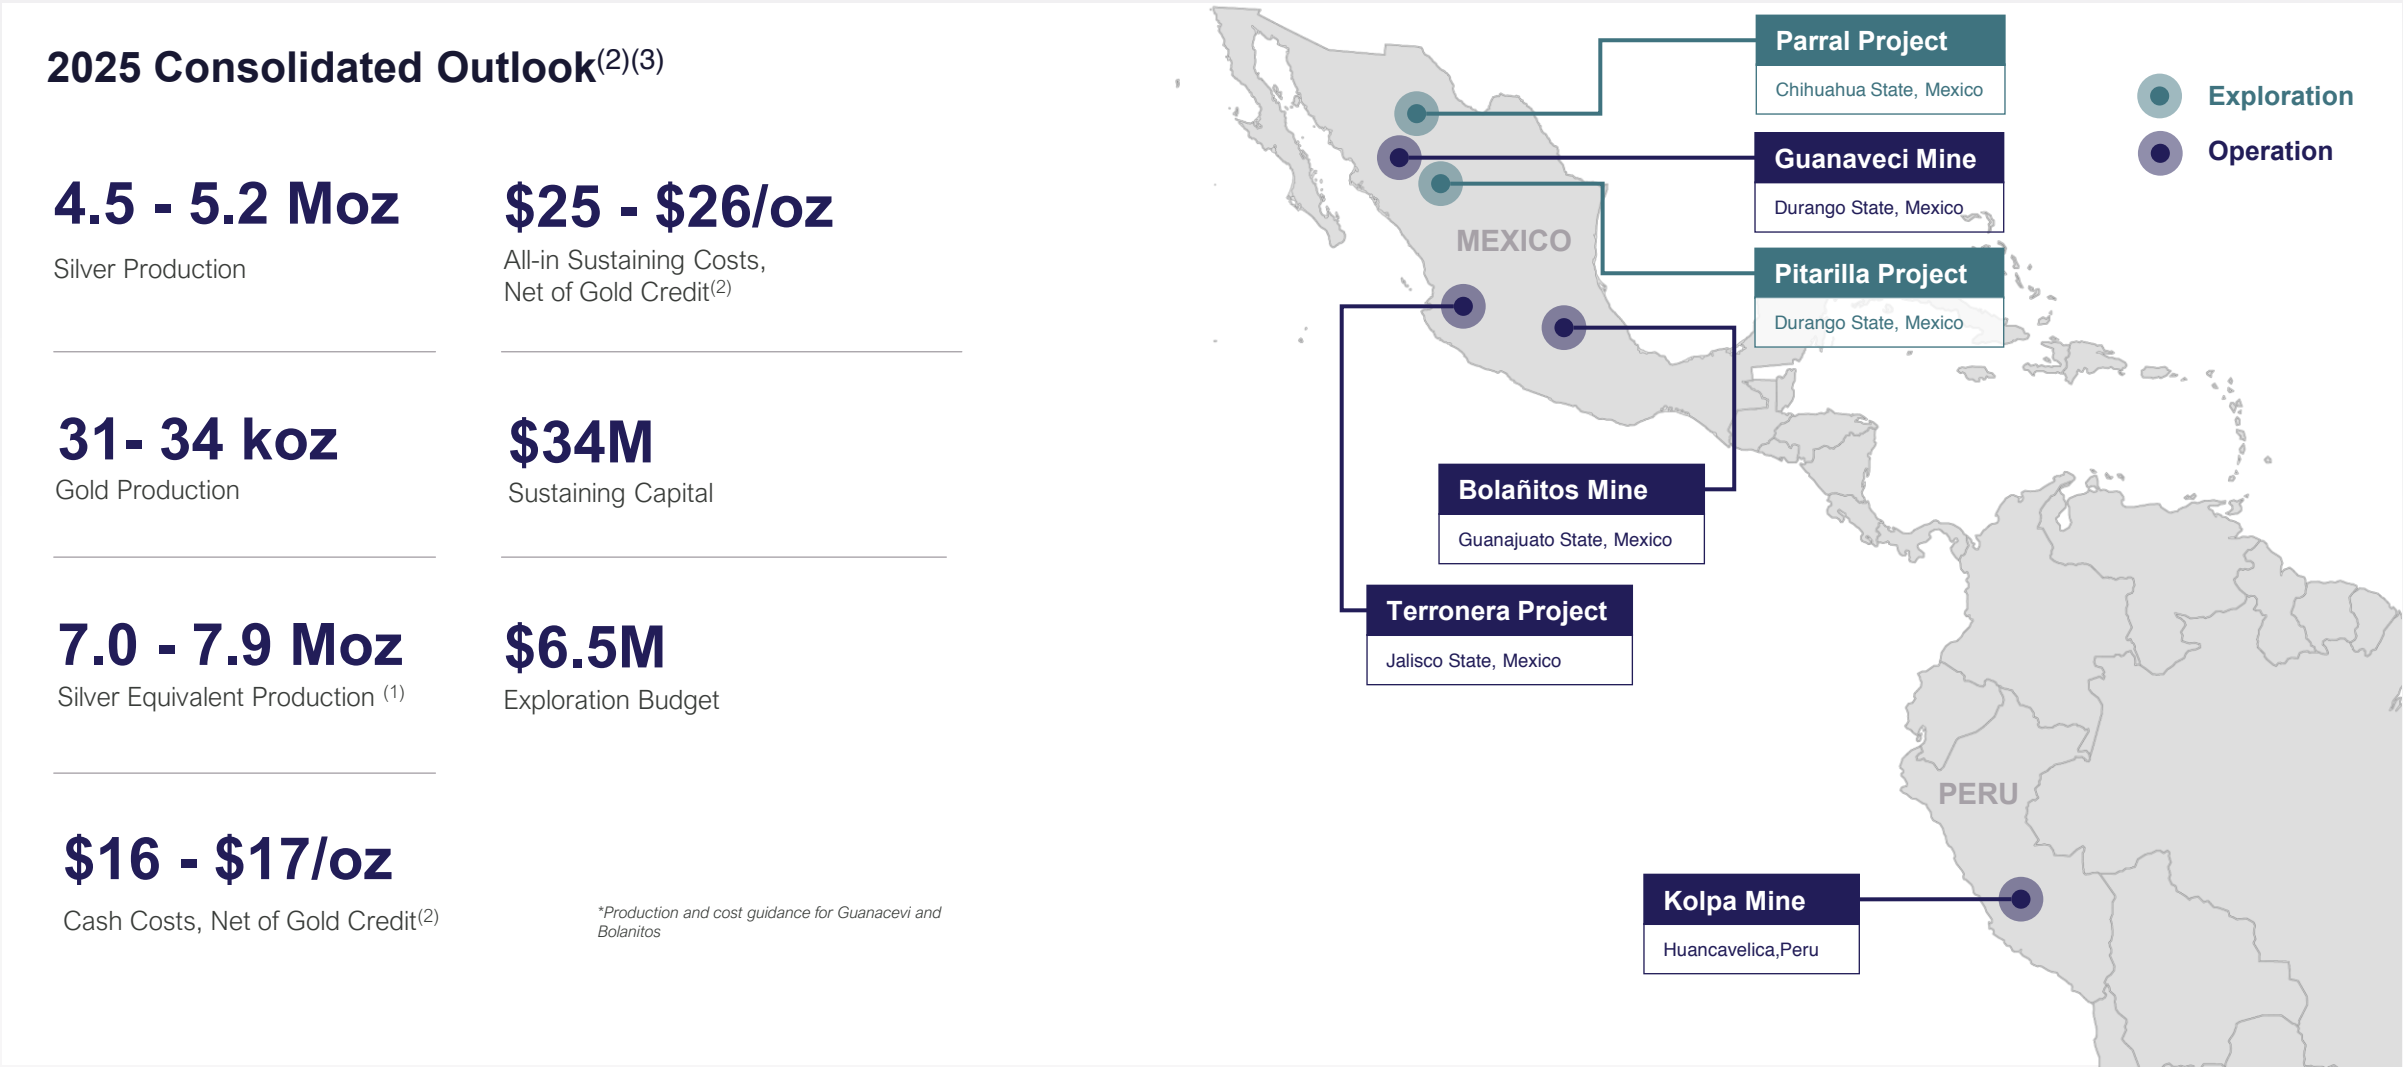 2025 Consolidated Outlook(2)(3)
4.5 - 5.2 Moz
Silver Production
$25 - $26/oz
All-in Sustaining Costs,
Net of Gold Credit(2)
31- 34 koz
Gold Production
$34M
Sustaining Capital
7.0 - 7.9 Moz
Silver Equivalent Production (1)
$6.5M
Exploration Budget
$16 - $17/oz
Cash Costs, Net of Gold Credit(2)
*Production and cost guidance for Guanacevi and
Bolanitos
Parral Project
Chihuahua State, Mexico
Guanaveci Mine
Durango State, Mexico
Pitarilla Project
Durango State, Mexico
Exploration
Operation
MEXICO
Bolañitos Mine
Guanajuato State, Mexico
Terronera Project
Jalisco State, Mexico
PERU
Kolpa Mine
Huancavelica,Peru